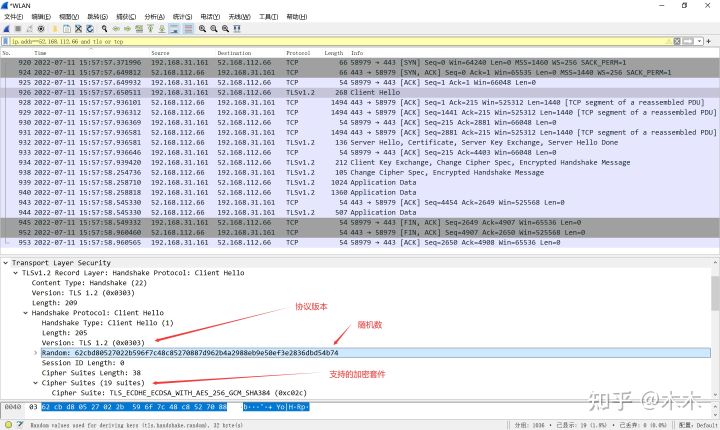 *WLAN
文件(F) 编辑(E) 视图(V) 跳转(G) 捕获(C) 分析(A) 统计(S) 电话(Y) 无线(W) 工具(T) 帮助(H)
ip.addr==52.168.112.66 and tls or tcp
No. Time Source Destination Protocol Length Info
920 2022-07-11 15:57:57.371996 192.168.31.161 52.168.112.66 TCP 66 58979 → 443 [SYN] Seq=0 Win=64240 Len=0 MSS=1460 WS=256 SACK_PERM=1
924 2022-07-11 15:57:57.649812 52.168.112.66 192.168.31.161 TCP 66 443 → 58979 [SYN, ACK] Seq=0 Ack=1 Win=65535 Len=0 MSS=1440 WS=256 SACK_PERM=1
925 2022-07-11 15:57:57.649932 192.168.31.161 52.168.112.66 TCP 54 58979 → 443 [ACK] Seq=1 Ack=1 Win=66048 Len=0
926 2022-07-11 15:57:57.650511 192.168.31.161 52.168.112.66 TLSv1.2 268 Client Hello
928 2022-07-11 15:57:57.936101 52.168.112.66 192.168.31.161 TCP 1494 443 → 58979 [ACK] Seq=1 Ack=215 Win=525312 Len=1440 [TCP segment of a reassembled PDU]
929 2022-07-11 15:57:57.936312 52.168.112.66 192.168.31.161 TCP 1494 443 → 58979 [ACK] Seq=1441 Ack=215 Win=525312 Len=1440 [TCP segment of a reassembled PDU]
930 2022-07-11 15:57:57.936369 192.168.31.161 52.168.112.66 TCP 54 58979 → 443 [ACK] Seq=215 Ack=2881 Win=66048 Len=0
931 2022-07-11 15:57:57.936581 52.168.112.66 192.168.31.161 TCP 1494 443 → 58979 [ACK] Seq=2881 Ack=215 Win=525312 Len=1440 [TCP segment of a reassembled PDU]
932 2022-07-11 15:57:57.936581 52.168.112.66 192.168.31.161 TLSv1.2 136 Server Hello, Certificate, Server Key Exchange, Server Hello Done
933 2022-07-11 15:57:57.936646 192.168.31.161 52.168.112.66 TCP 54 58979 → 443 [ACK] Seq=215 Ack=4403 Win=66048 Len=0
934 2022-07-11 15:57:57.939420 192.168.31.161 52.168.112.66 TLSv1.2 212 Client Key Exchange, Change Cipher Spec, Encrypted Handshake Message
938 2022-07-11 15:57:58.254736 52.168.112.66 192.168.31.161 TLSv1.2 105 Change Cipher Spec, Encrypted Handshake Message
939 2022-07-11 15:57:58.258710 192.168.31.161 52.168.112.66 TLSv1.2 1024 Application Data
940 2022-07-11 15:57:58.258818 192.168.31.161 52.168.112.66 TLSv1.2 1360 Application Data
943 2022-07-11 15:57:58.545330 52.168.112.66 192.168.31.161 TCP 54 443 → 58979 [ACK] Seq=4454 Ack=2649 Win=525568 Len=0
944 2022-07-11 15:57:58.545330 52.168.112.66 192.168.31.161 TLSv1.2 507 Application Data
945 2022-07-11 15:57:58.549332 192.168.31.161 52.168.112.66 TCP 54 58979 → 443 [FIN, ACK] Seq=2649 Ack=4907 Win=65536 Len=0
952 2022-07-11 15:57:58.960460 52.168.112.66 192.168.31.161 TCP 54 443 → 58979 [FIN, ACK] Seq=4907 Ack=2650 Win=525568 Len=0
953 2022-07-11 15:57:58.960565 192.168.31.161 52.168.112.66 TCP 54 58979 → 443 [ACK] Seq=2650 Ack=4908 Win=65536 Len=0
Transport Layer Security
TLSv1.2 Record Layer: Handshake Protocol: Client Hello
Content Type: Handshake (22)
Version: TLS 1.2 (0x0303)
Length: 209
Handshake Protocol: Client Hello
协议版本
Handshake Type: Client Hello (1)
Length: 205
随机数
Version: TLS 1.2 (0x0303)
Random: 62cbd80527022b596f7c48c85270887d962b4a2988eb9e50ef3e2836dbd54b74
Session ID Length: 0
Cipher Suites Length: 38
支持的加密套件
Cipher Suites (19 suites)
Cipher Suite: TLS_ECDHE_ECDSA_WITH_AES_256_GCM_SHA384 (0xc02c)
知乎 @木木
0040 03 62 cb d8 05 27 02 2b 59 6f 7c 48 c8 52 70 88 ·b···'·+ Yo|H·Rp·
Random values used for deriving keys (tls.handshake.random), 32 byte(s)
分组: 1036 · 已显示: 19 (1.8%) · 已丢弃: 0 (0.0%)
配置: Default